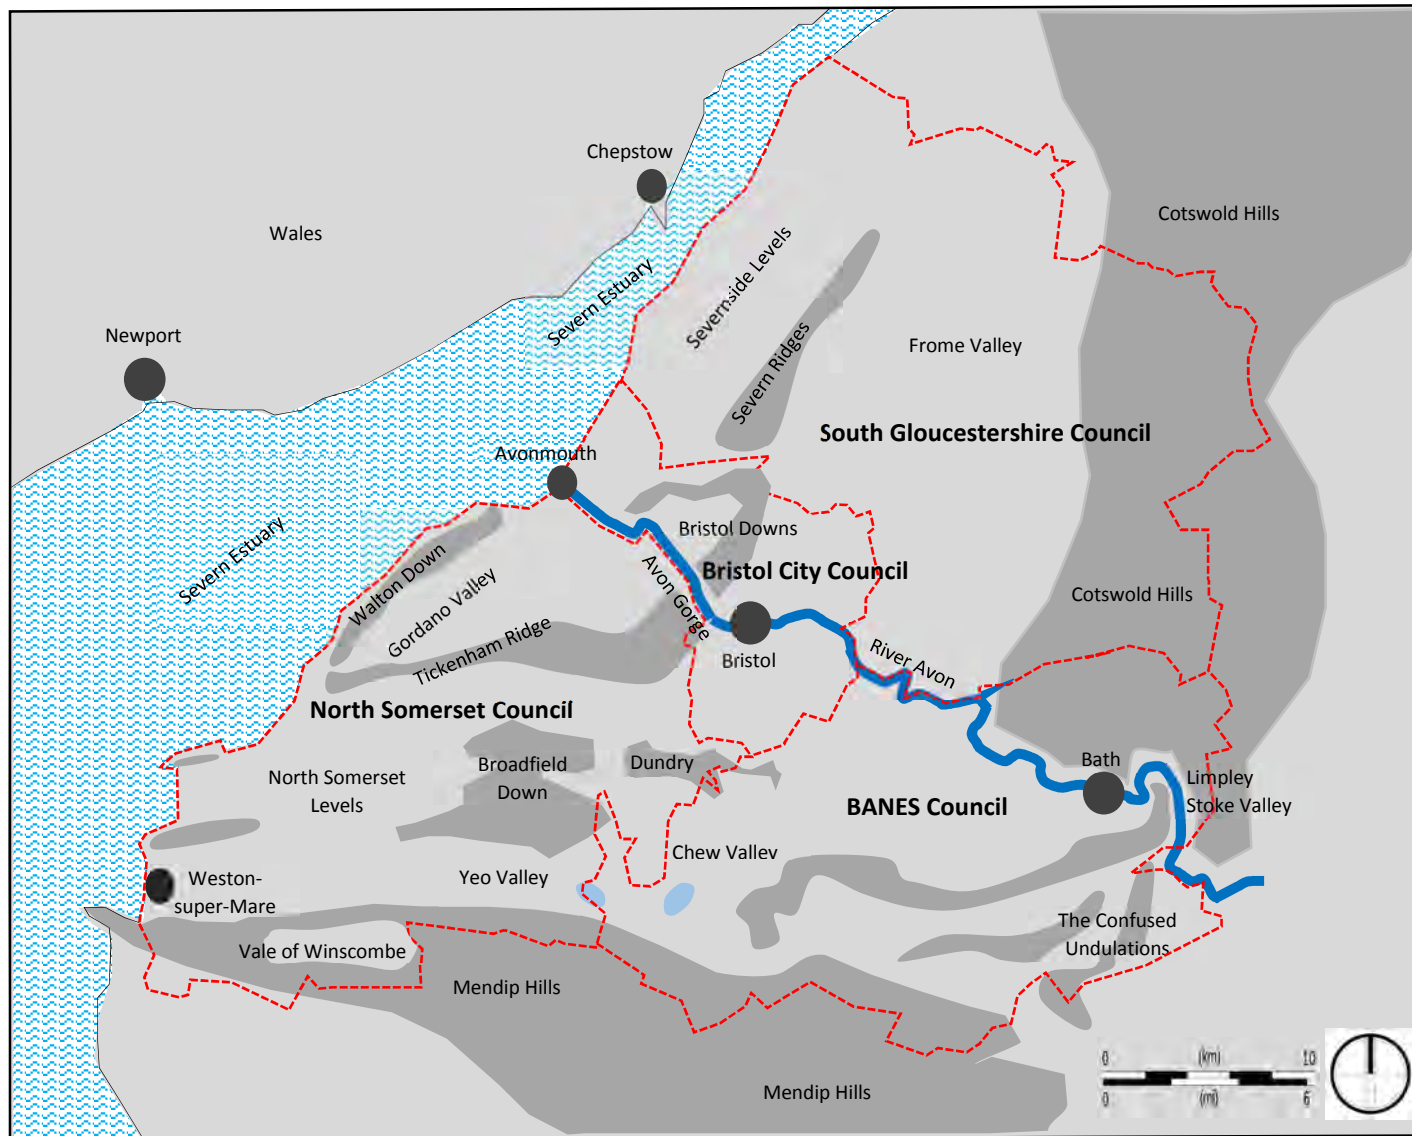 Chepstow
Cotswold Hills
Wales
Severnside Levels
Severn Estuary
Newport
Frome Valley
Severn Ridges
South Gloucestershire Council
Avonmouth
Bristol Downs
Severn Estuary
Bristol City Council
Walton Down
Avon Gorge
Cotswold Hills
Gordano Valley
Tickenham Ridge
Bristol
River Avon
North Somerset Council
Broadfield
Down
Dundry
Bath
North Somerset
Levels
Limpley
Stoke Valley
BANES Council
Chew Valley
Weston-
super-Mare
Yeo Valley
The Confused
Undulations
Vale of Winscombe
Mendip Hills
Mendip Hills
0 (km) 10
0 (mi) 6